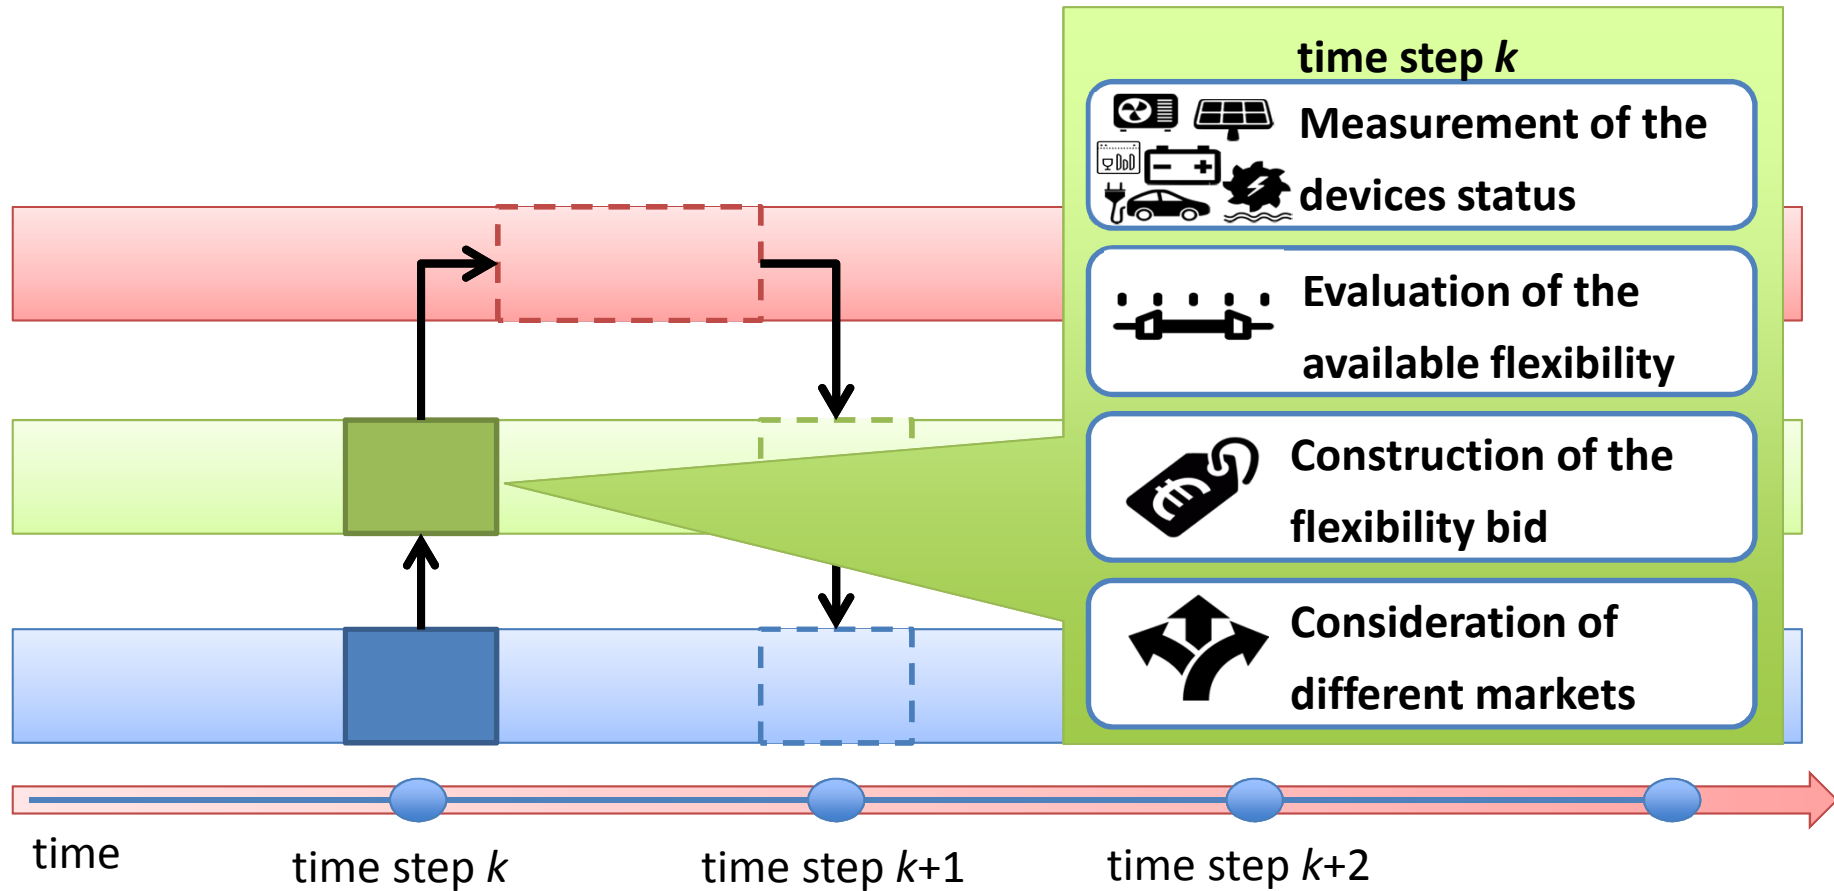 time step k
Measurement of the
devices status
Evaluation of the
available flexibility
€
Construction of the
flexibility bid
Consideration of
different markets
time
time step k
time step k+1
time step k+2